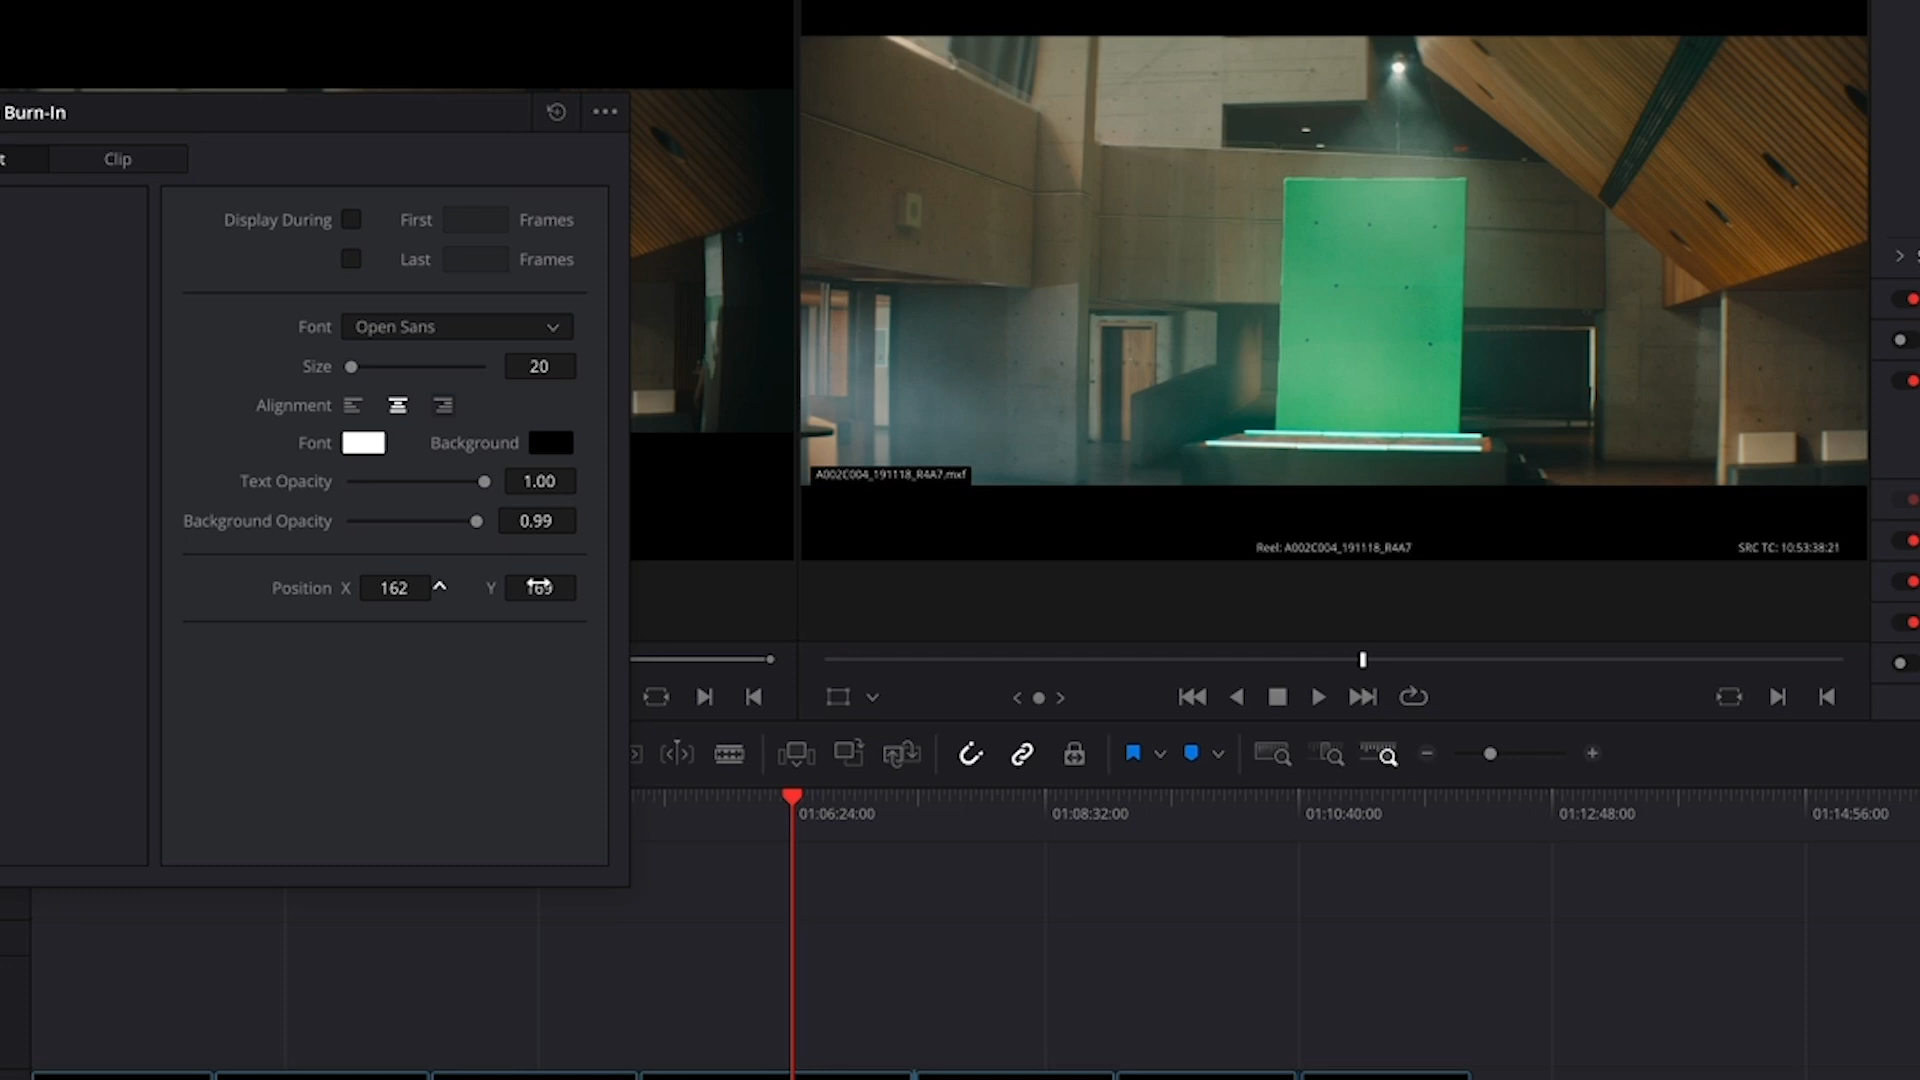 Burn-In
Clip
Display During First Frames
Last Frames
Font Open Sans
Size 20
Alignment
Font Background
Text Opacity 1.00
Background Opacity 0.99
Position X 162 Y 169
A002C004_191118_R4A7.mxf
Reel: A002C004_191118_R4A7
SRC TC: 10:53:38:21
01:06:24:00
01:08:32:00
01:10:40:00
01:12:48:00
01:14:56:00